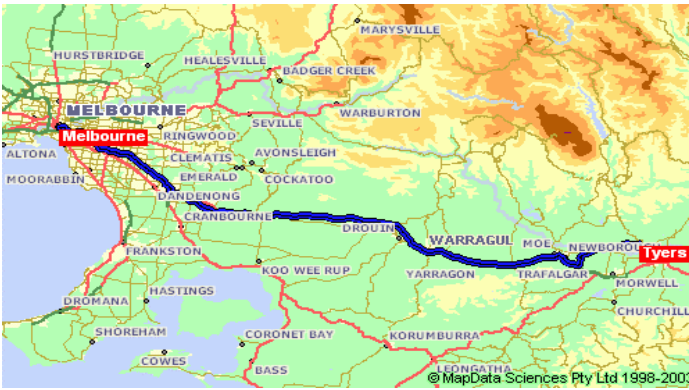 MARYSVILLE
HURSTBRIDGE
HEALESVILLE
BADGER CREEK
MELBOURNE
WARBURTON
SEVILLE
Melbourne
RINGWOOD
ALTONA
CLEMATIS
AVONSLEIGH
MOORABBIN
EMERALD
COCKATOO
DANDENONG
CRANBOURNE
DROUIN
WARRAGUL
MOE
NEWBOROUGH
FRANKSTON
Tyers
KOO WEE RUP
YARRAGON
TRAFALGAR
MORWELL
HASTINGS
DROMANA
CHURCHILL
SHOREHAM
CORONET BAY
KORUMBURRA
COWES
BASS
LEONGATHA
© MapData Sciences Pty Ltd 1998-200